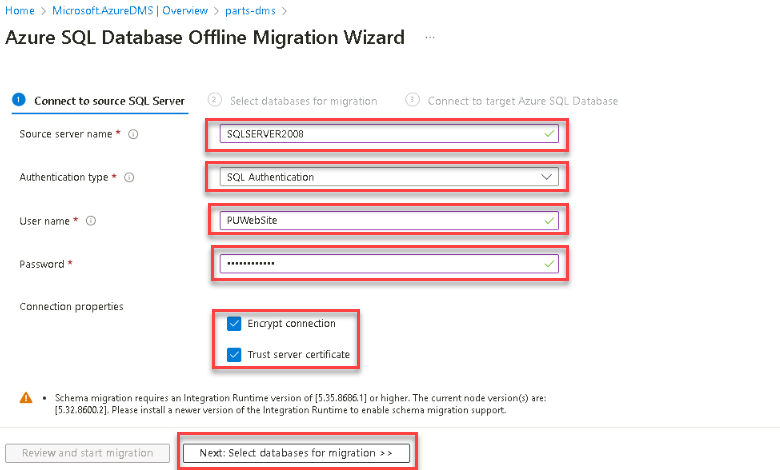 Home > Microsoft.AzureDMS | Overview > parts-dms >
Azure SQL Database Offline Migration Wizard ...
1 Connect to source SQL Server 2 Select databases for migration 3 Connect to target Azure SQL Database
Source server name * SQLSERVER2008
Authentication type * SQL Authentication
User name * PUWebSite
Password * ••••••••••••
Connection properties
Encrypt connection
Trust server certificate
• Schema migration requires an Integration Runtime version of [5.35.8686.1] or higher. The current node version(s) are:
[5.32.8600.2]. Please install a newer version of the Integration Runtime to enable schema migration support.
Review and start migration Next: Select databases for migration >>